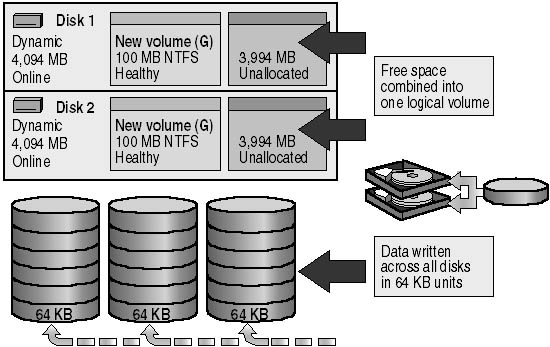 Disk 1
Dynamic
4,094 MB
Online
New volume (G)
100 MB NTFS
Healthy
3,994 MB
Unallocated
Disk 2
Dynamic
4,094 MB
Online
New volume (G)
100 MB NTFS
Healthy
3,994 MB
Unallocated
Free space
combined into
one logical volume
64 KB
64 KB
64 KB
Data written
across all disks
in 64 KB units